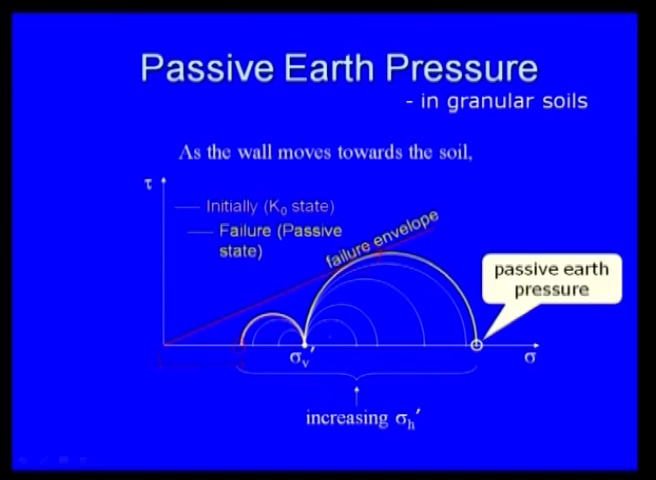 Passive Earth Pressure
- in granular soils
As the wall moves towards the soil,
τ
Initially (K₀ state)
Failure (Passive
state)
failure envelope
passive earth
pressure
σᵥ′
σ
increasing σₕ′